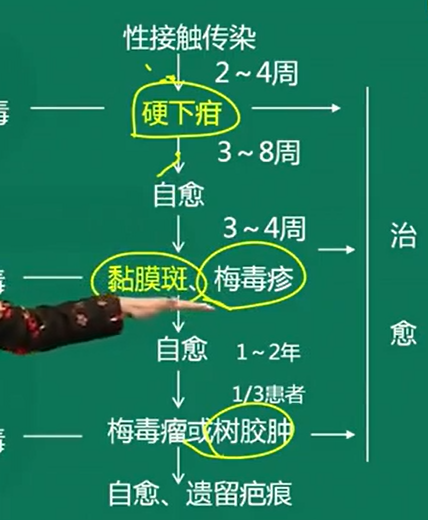 性接触传染
2~4周
毒 硬下疳
3~8周
自愈
3~4周
治
毒 黏膜斑、梅毒疹
愈
自愈 1~2年
1/3患者
毒 梅毒瘤或树胶肿
自愈、遗留疤痕